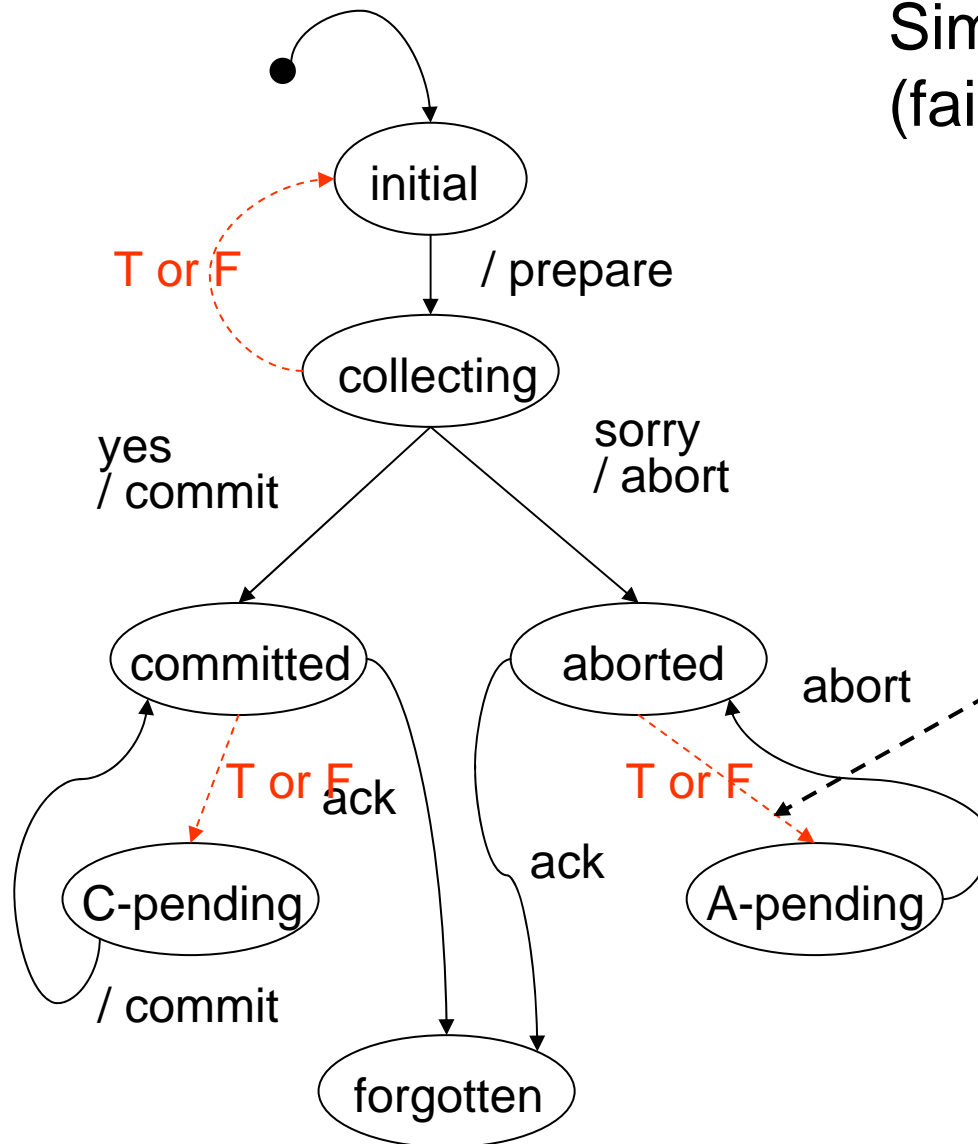 Sim
(fai
initial
T or F
/ prepare
collecting
yes
/ commit
sorry
/ abort
committed
aborted
abort
T or F
ack
T or F
ack
C-pending
A-pending
/ commit
forgotten